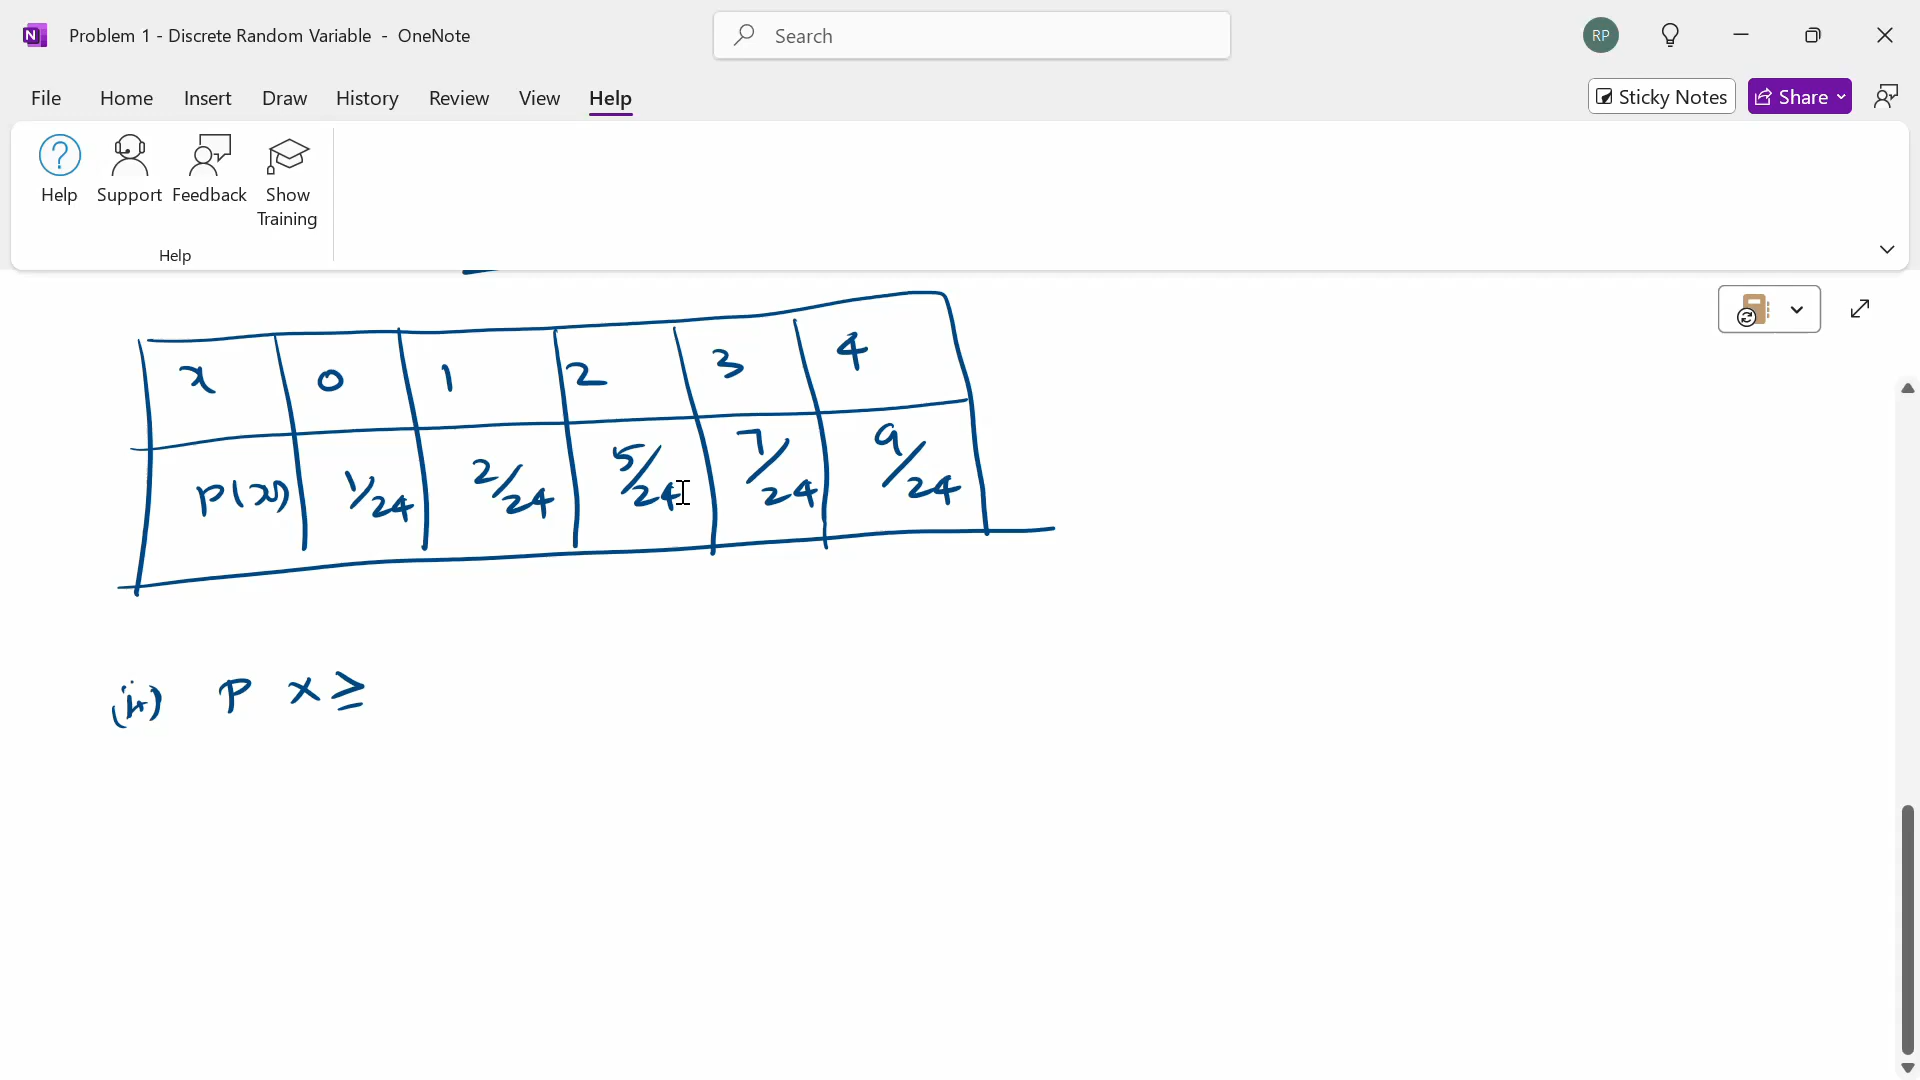 Problem 1 - Discrete Random Variable - OneNote
Search
RP
File Home Insert Draw History Review View Help
Sticky Notes
Share
Help Support Feedback Show Training
Help
x 0 1 2 3 4
p(x) 1/24 2/24 5/24 7/24 9/24
(ii) P x ≥